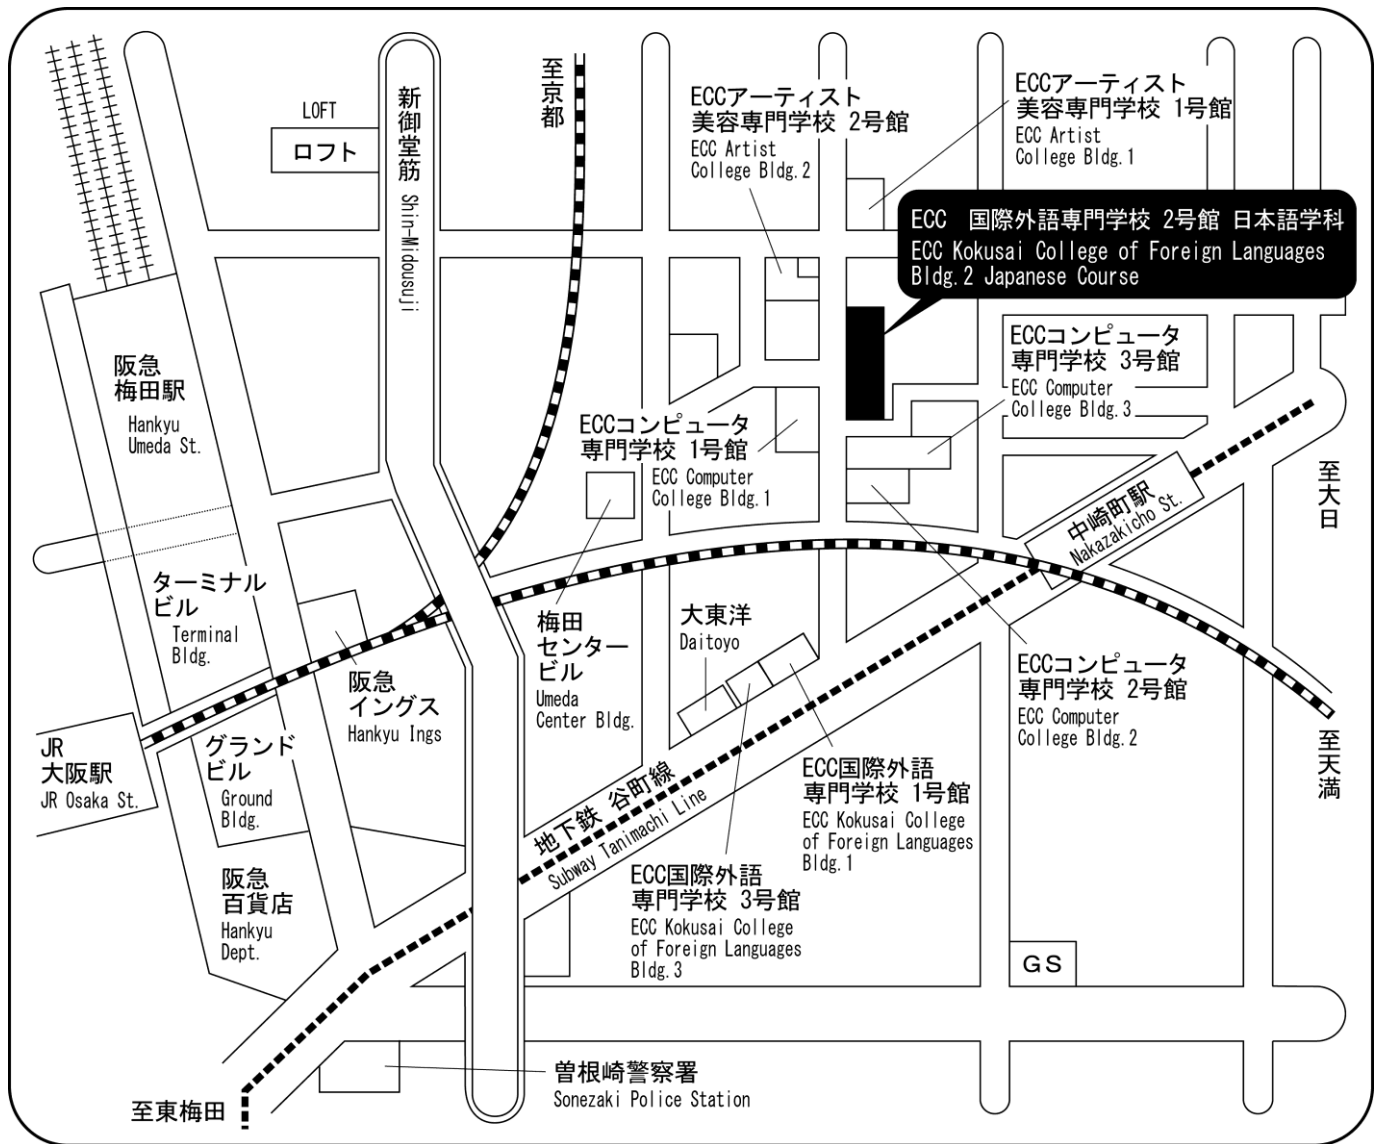 LOFT
ロフト
新御堂筋 Shin-Midousuji
至京都
ECCアーティスト
美容専門学校 2号館
ECC Artist
College Bldg.2
ECCアーティスト
美容専門学校 1号館
ECC Artist
College Bldg.1
ECC 国際外語専門学校 2号館 日本語学科
ECC Kokusai College of Foreign Languages
Bldg.2 Japanese Course
阪急
梅田駅
Hankyu
Umeda St.
ECCコンピュータ
専門学校 3号館
ECC Computer
College Bldg.3
ECCコンピュータ
専門学校 1号館
ECC Computer
College Bldg.1
中崎町駅
Nakazakicho St.
至大日
ターミナル
ビル
Terminal
Bldg.
梅田
センター
ビル
Umeda
Center Bldg.
大東洋
Daitoyo
ECCコンピュータ
専門学校 2号館
ECC Computer
College Bldg.2
阪急
イングス
Hankyu Ings
JR
大阪駅
JR Osaka St.
グランド
ビル
Ground
Bldg.
至天満
地下鉄 谷町線
Subway Tanimachi Line
ECC国際外語
専門学校 1号館
ECC Kokusai College
of Foreign Languages
Bldg.1
ECC国際外語
専門学校 3号館
ECC Kokusai College
of Foreign Languages
Bldg.3
阪急
百貨店
Hankyu
Dept.
GS
曽根崎警察署
Sonezaki Police Station
至東梅田